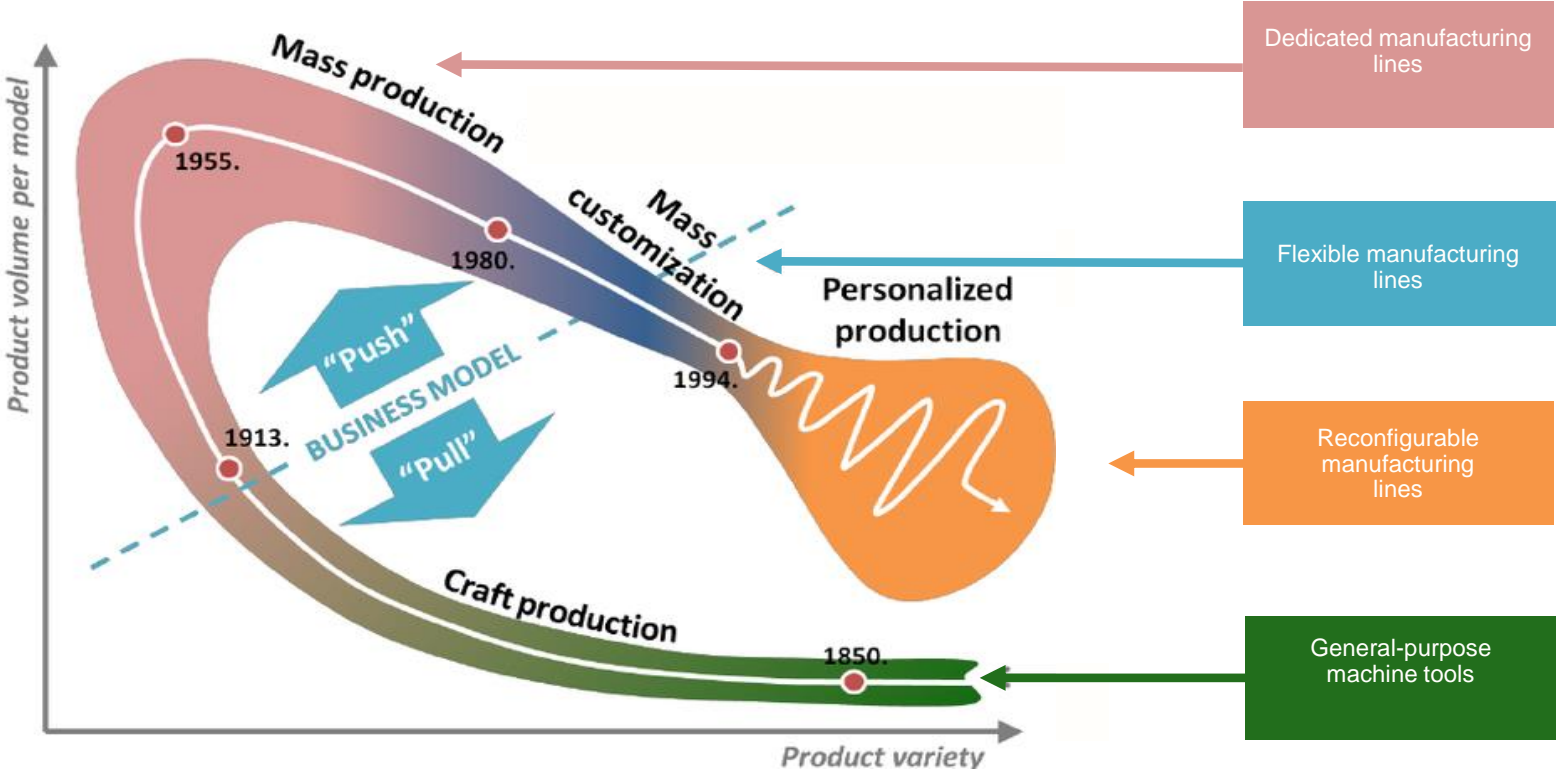 Product volume per model
Mass production
Mass
customization
Personalized
production
Craft production
1955.
1980.
1994.
1913.
1850.
"Push"
BUSINESS MODEL
"Pull"
Product variety
Dedicated manufacturing
lines
Flexible manufacturing
lines
Reconfigurable
manufacturing
lines
General-purpose
machine tools